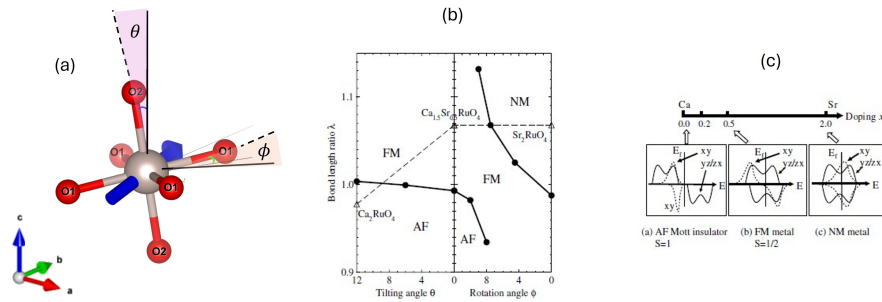 (a)
θ
O2
O1
O1
ϕ
O1
O1
O2
c
b
a
(b)
Bond length ratio λ
1.1
1.0
0.9
NM
Ca1.5Sr0.5RuO4
Sr2RuO4
FM
FM
Ca2RuO4
AF
AF
12 8 4 0 8 0
Tilting angle θ Rotation angle ϕ
(c)
Ca Sr
0.0 0.2 0.5 2.0 Doping x
Ef xy yz/zx E xy
Ef xy yz/zx E
Ef xy yz/zx E
(a) AF Mott insulator (b) FM metal (c) NM metal
S=1 S=1/2